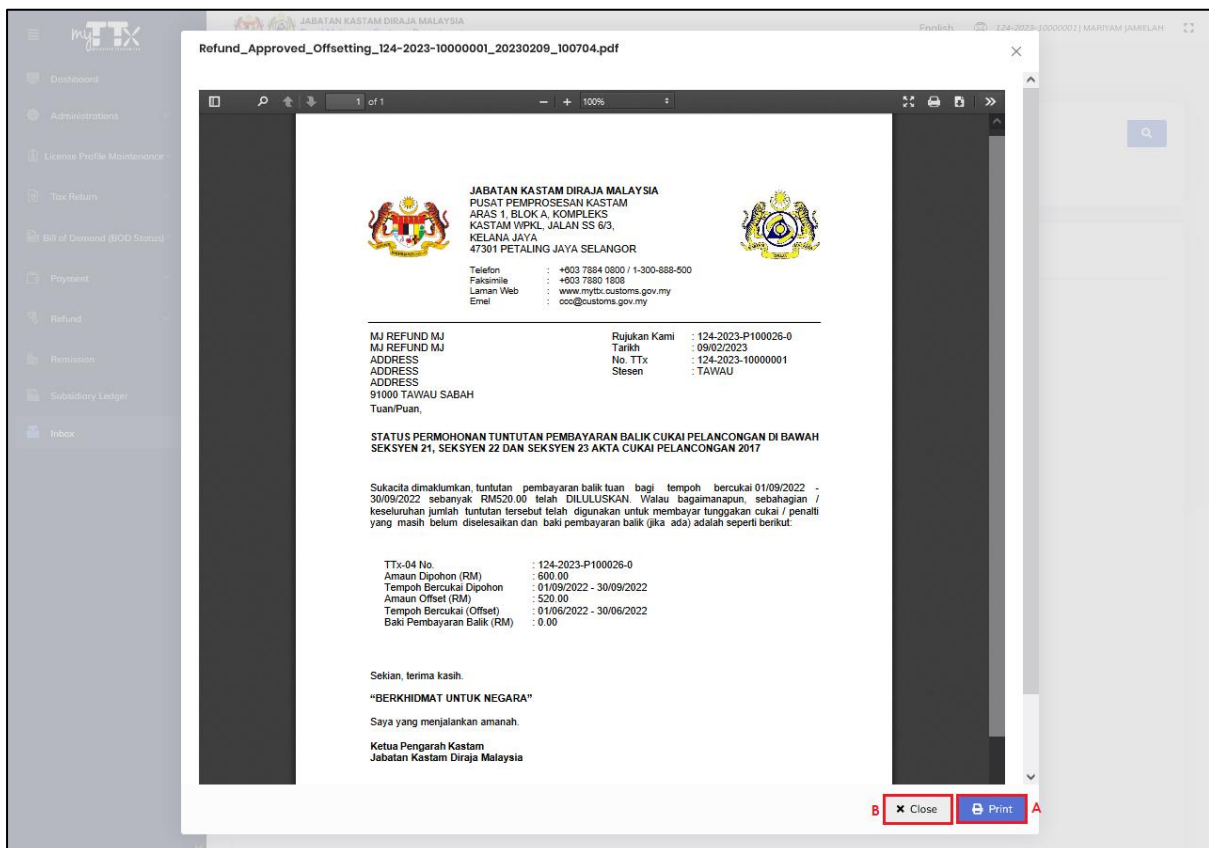 myTTX
JABATAN KASTAM DIRAJA MALAYSIA
English
124-2023-10000001| MARIYAM JAMIELAH
Dashboard
Administrations
License Profile Maintenance
Tax Return
Bill of Demand (BOD Status)
Payment
Refund
Remission
Subsidiary Ledger
Inbox
Refund_Approved_Offsetting_124-2023-10000001_20230209_100704.pdf
1 of 1
100%
JABATAN KASTAM DIRAJA MALAYSIA
PUSAT PEMPROSESAN KASTAM
ARAS 1, BLOK A, KOMPLEKS
KASTAM WPKL, JALAN SS 6/3,
KELANA JAYA
47301 PETALING JAYA SELANGOR
Telefon : +603 7884 0800 / 1-300-888-500
Faksimile : +603 7880 1808
Laman Web : www.myttx.customs.gov.my
Emel : ccc@customs.gov.my
MJ REFUND MJ
MJ REFUND MJ
ADDRESS
ADDRESS
ADDRESS
91000 TAWAU SABAH
Rujukan Kami : 124-2023-P100026-0
Tarikh : 09/02/2023
No. TTx : 124-2023-10000001
Stesen : TAWAU
Tuan/Puan,
STATUS PERMOHONAN TUNTUTAN PEMBAYARAN BALIK CUKAI PELANCONGAN DI BAWAH
SEKSYEN 21, SEKSYEN 22 DAN SEKSYEN 23 AKTA CUKAI PELANCONGAN 2017
Sukacita dimaklumkan, tuntutan pembayaran balik tuan bagi tempoh bercukai 01/09/2022 -
30/09/2022 sebanyak RM520.00 telah DILULUSKAN. Walau bagaimanapun, sebahagian /
keseluruhan jumlah tuntutan tersebut telah digunakan untuk membayar tunggakan cukai / penalti
yang masih belum diselesaikan dan baki pembayaran balik (jika ada) adalah seperti berikut:
TTx-04 No. : 124-2023-P100026-0
Amaun Dipohon (RM) : 600.00
Tempoh Bercukai Dipohon : 01/09/2022 - 30/09/2022
Amaun Offset (RM) : 520.00
Tempoh Bercukai (Offset) : 01/06/2022 - 30/06/2022
Baki Pembayaran Balik (RM) : 0.00
Sekian, terima kasih.
“BERKHIDMAT UNTUK NEGARA”
Saya yang menjalankan amanah.
Ketua Pengarah Kastam
Jabatan Kastam Diraja Malaysia
B
Close
Print
A